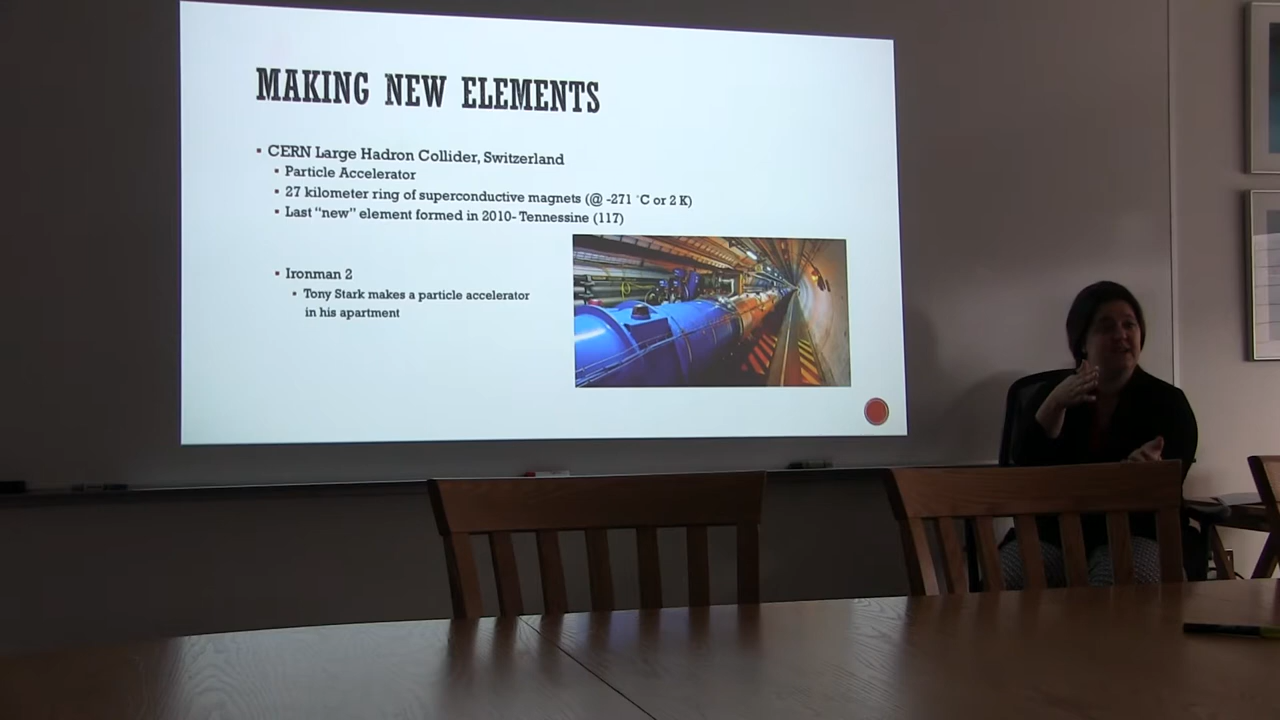 MAKING NEW ELEMENTS
▪ CERN Large Hadron Collider, Switzerland
▪ Particle Accelerator
▪ 27 kilometer ring of superconductive magnets (@ -271 °C or 2 K)
▪ Last “new” element formed in 2010- Tennessine (117)
▪ Ironman 2
▪ Tony Stark makes a particle accelerator
in his apartment